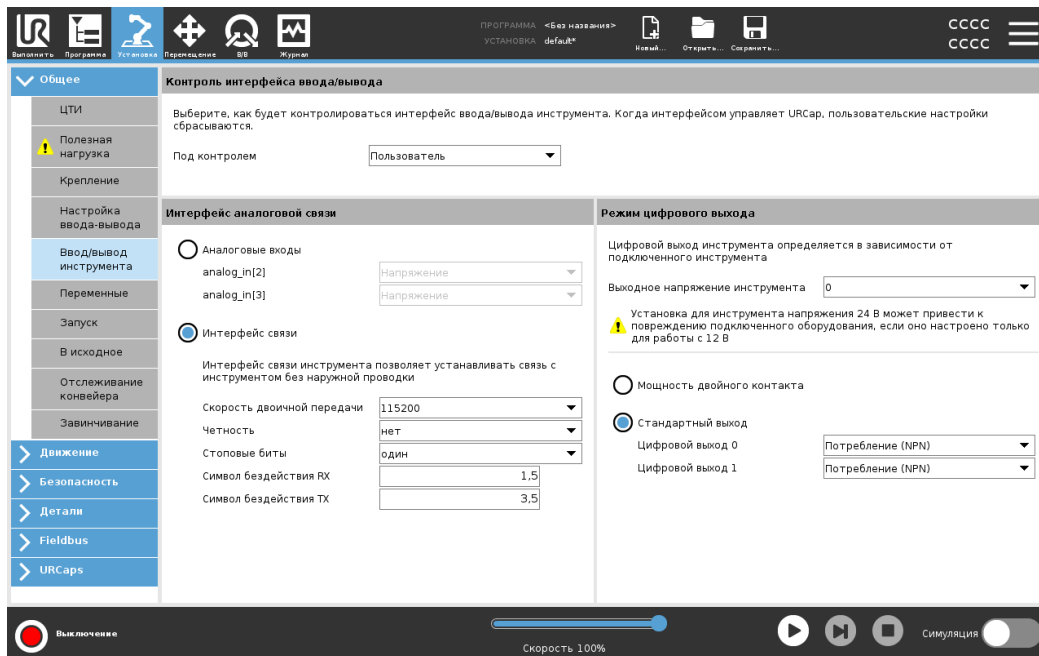 ПРОГРАММА <Без названия>
УСТАНОВКА default*
Выполнить
Программа
Установка
Перемещение
В/В
Журнал
Новый...
Открыть...
Сохранить...
CCCC
CCCC
Общее
ЦТИ
Полезная
нагрузка
Крепление
Настройка
ввода-вывода
Ввод/вывод
инструмента
Переменные
Запуск
В исходное
Отслеживание
конвейера
Завинчивание
Движение
Безопасность
Детали
Fieldbus
URCaps
Контроль интерфейса ввода/вывода
Выберите, как будет контролироваться интерфейс ввода/вывода инструмента. Когда интерфейсом управляет URCap, пользовательские настройки
сбрасываются.
Под контролем Пользователь
Интерфейс аналоговой связи
Аналоговые входы
analog_in[2] Напряжение
analog_in[3] Напряжение
Интерфейс связи
Интерфейс связи инструмента позволяет устанавливать связь с
инструментом без наружной проводки
Скорость двоичной передачи 115200
Четность нет
Стоповые биты один
Символ бездействия RX 1,5
Символ бездействия TX 3,5
Режим цифрового выхода
Цифровой выход инструмента определяется в зависимости от
подключенного инструмента
Выходное напряжение инструмента 0
Установка для инструмента напряжения 24 В может привести к
повреждению подключенного оборудования, если оно настроено только
для работы с 12 В
Мощность двойного контакта
Стандартный выход
Цифровой выход 0 Потребление (NPN)
Цифровой выход 1 Потребление (NPN)
Выключение
Скорость 100%
Симуляция